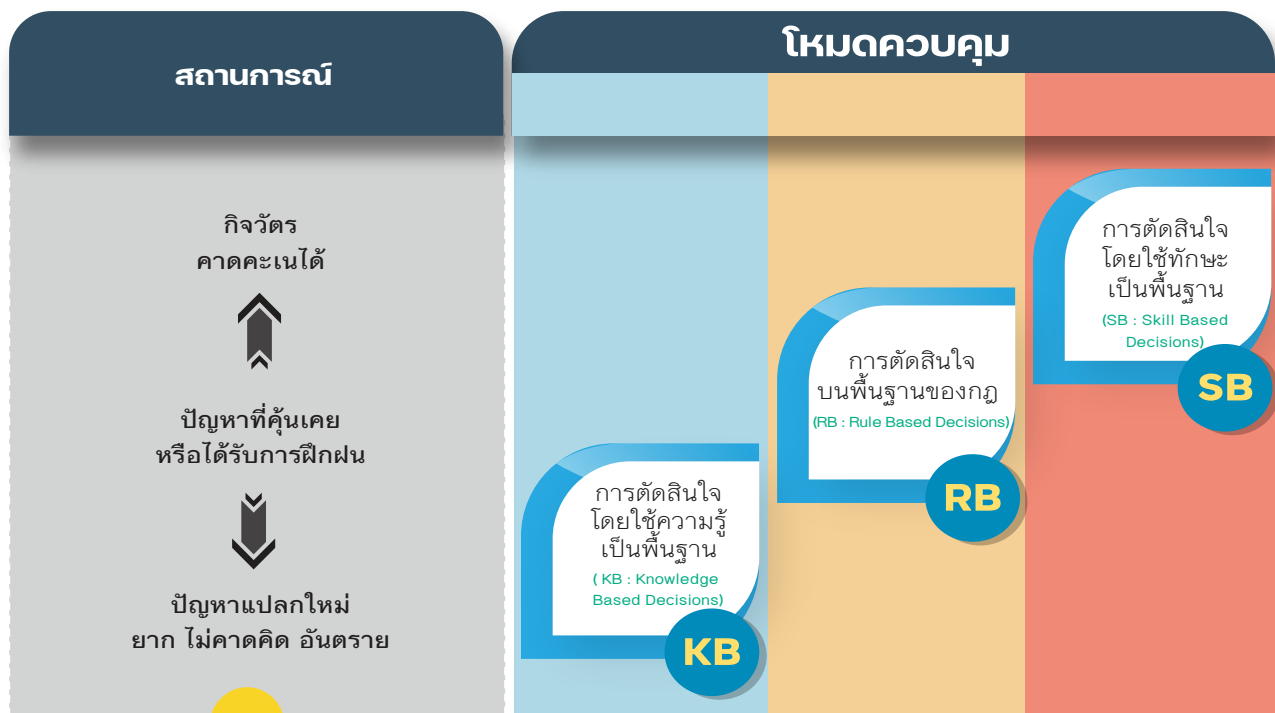 สถานการณ์
โหมดควบคุม
กิจวัตร
คาดคะเนได้
ปัญหาที่คุ้นเคย
หรือได้รับการฝึกฝน
ปัญหาแปลกใหม่
ยาก ไม่คาดคิด อันตราย
การตัดสินใจ
โดยใช้ความรู้
เป็นพื้นฐาน
( KB : Knowledge
Based Decisions)
KB
การตัดสินใจ
บนพื้นฐานของกฎ
(RB : Rule Based Decisions)
RB
การตัดสินใจ
โดยใช้ทักษะ
เป็นพื้นฐาน
(SB : Skill Based
Decisions)
SB